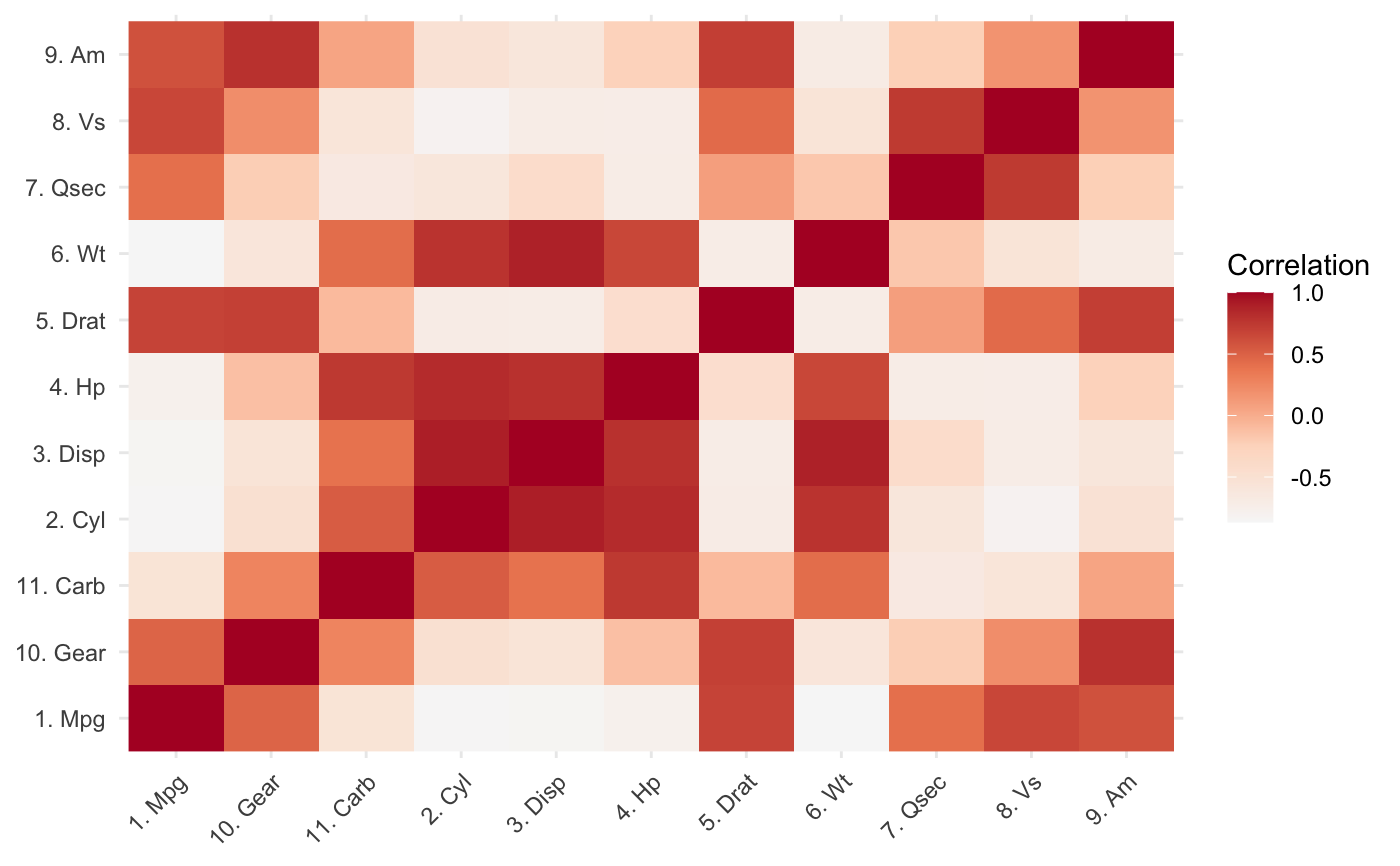 9. Am
8. Vs
7. Qsec
6. Wt
5. Drat
4. Hp
3. Disp
2. Cyl
11. Carb
10. Gear
1. Mpg
1. Mpg
10. Gear
11. Carb
2. Cyl
3. Disp
4. Hp
5. Drat
6. Wt
7. Qsec
8. Vs
9. Am
Correlation
1.0
0.5
0.0
-0.5